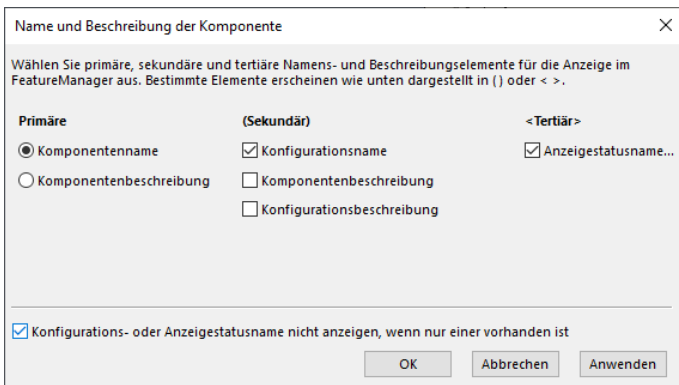 Name und Beschreibung der Komponente
Wählen Sie primäre, sekundäre und tertiäre Namens- und Beschreibungselemente für die Anzeige im
FeatureManager aus. Bestimmte Elemente erscheinen wie unten dargestellt in ( ) oder < >.
Primäre (Sekundär) <Tertiär>
Komponentenname Konfigurationsname Anzeigestatusname...
Komponentenbeschreibung Komponentenbeschreibung
Konfigurationsbeschreibung
Konfigurations- oder Anzeigestatusname nicht anzeigen, wenn nur einer vorhanden ist
OK Abbrechen Anwenden